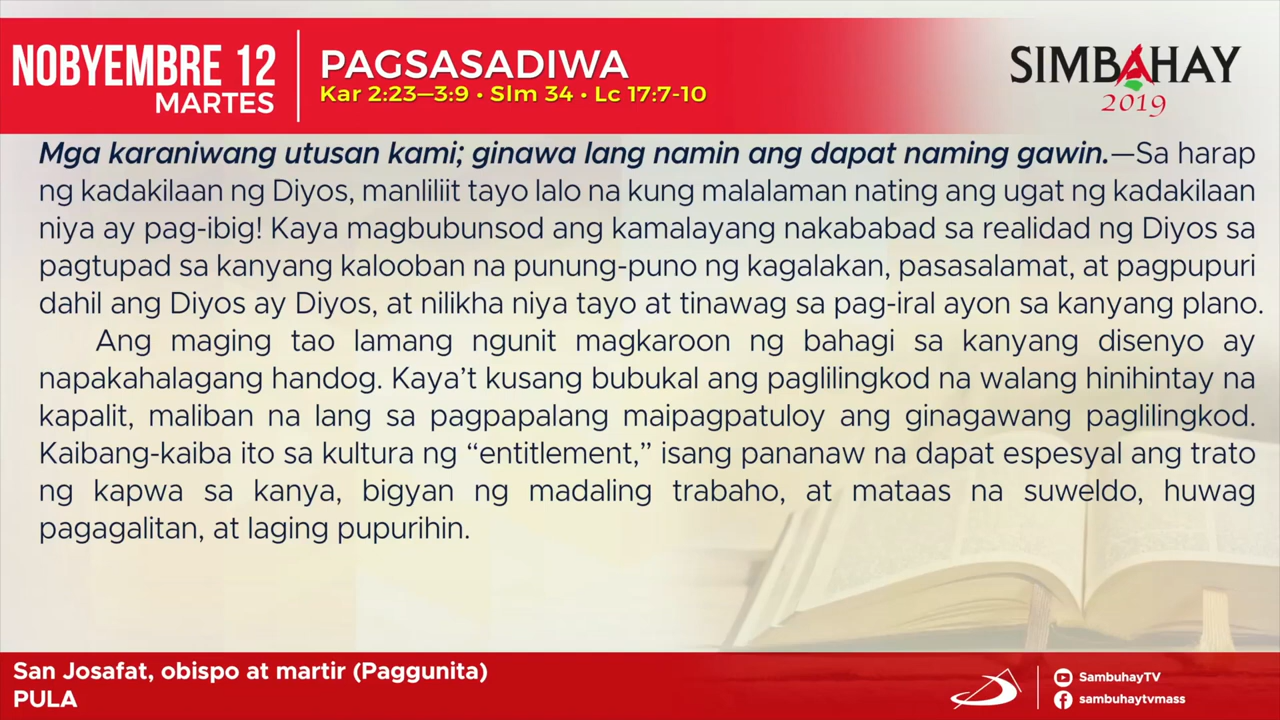 NOBYEMBRE 12
MARTES
PAGSASADIWA
Kar 2:23—3:9 • Slm 34 • Lc 17:7-10
SIMBAHAY
2019
Mga karaniwang utusan kami; ginawa lang namin ang dapat naming gawin.—Sa harap
ng kadakilaan ng Diyos, manliliit tayo lalo na kung malalaman nating ang ugat ng kadakilaan
niya ay pag-ibig! Kaya magbubunsod ang kamalayang nakababad sa realidad ng Diyos sa
pagtupad sa kanyang kalooban na punung-puno ng kagalakan, pasasalamat, at pagpupuri
dahil ang Diyos ay Diyos, at nilikha niya tayo at tinawag sa pag-iral ayon sa kanyang plano.
Ang maging tao lamang ngunit magkaroon ng bahagi sa kanyang disenyo ay
napakahalagang handog. Kaya’t kusang bubukal ang paglilingkod na walang hinihintay na
kapalit, maliban na lang sa pagpapalang maipagpatuloy ang ginagawang paglilingkod.
Kaibang-kaiba ito sa kultura ng “entitlement,” isang pananaw na dapat espesyal ang trato
ng kapwa sa kanya, bigyan ng madaling trabaho, at mataas na suweldo, huwag
pagagalitan, at laging pupurihin.
San Josafat, obispo at martir (Paggunita)
PULA
SambuhayTV
sambuhaytvmass